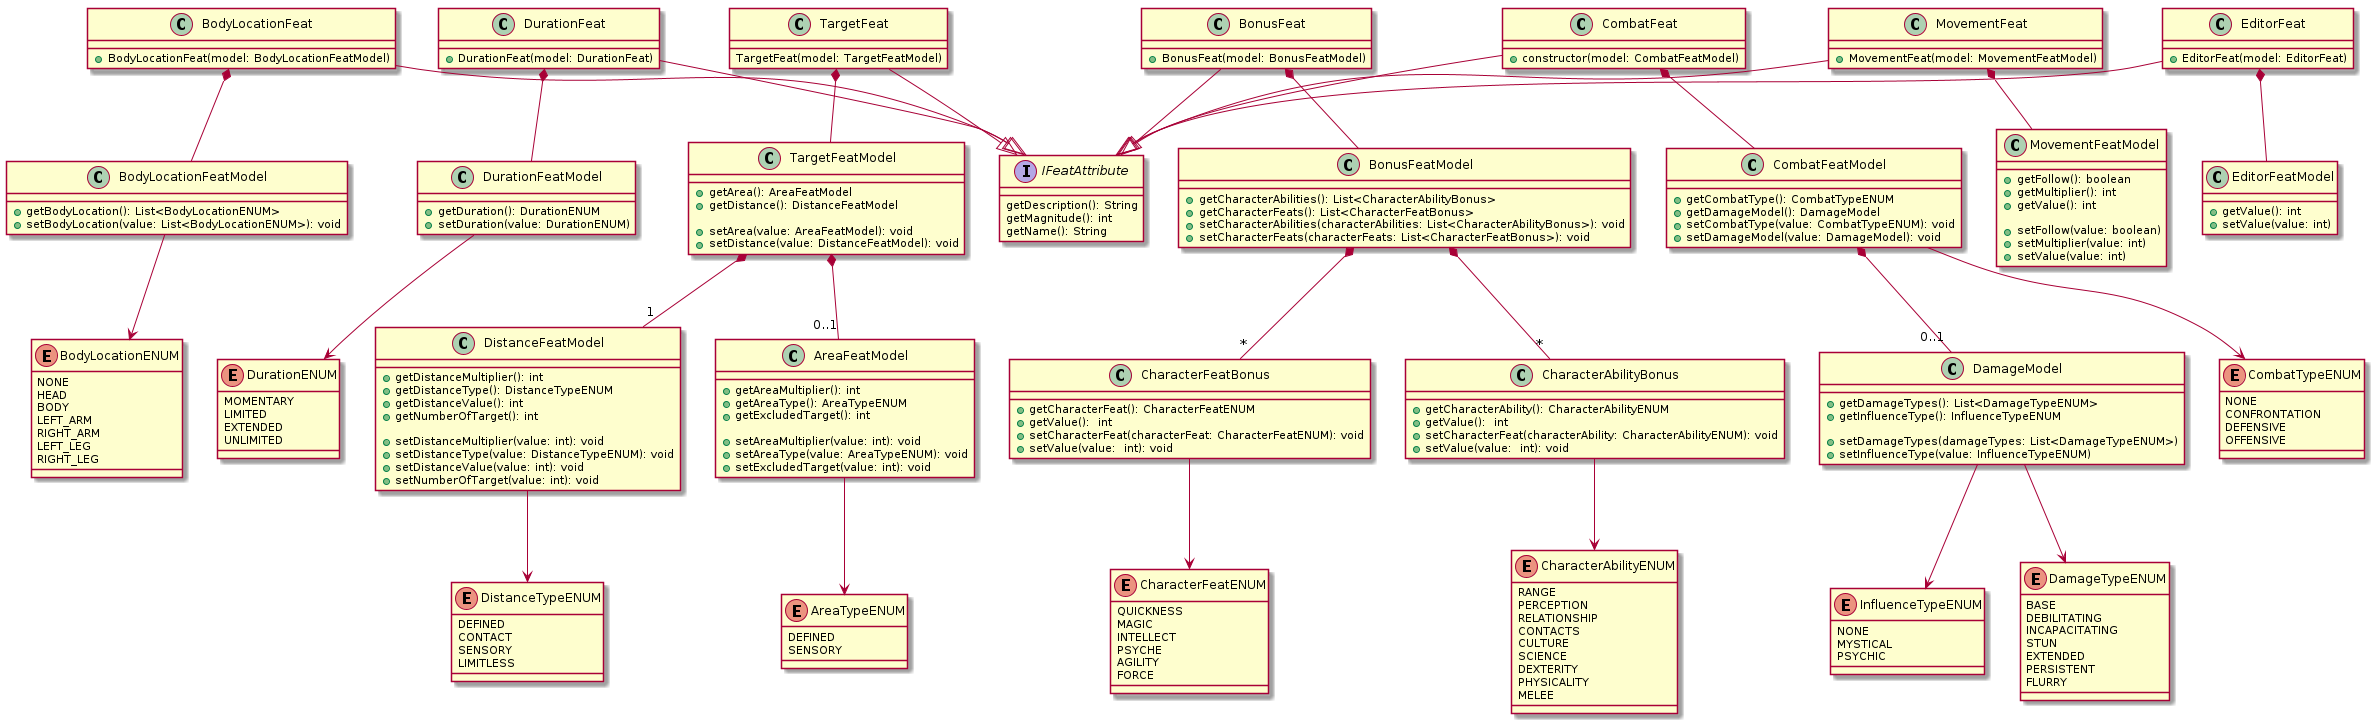 C BodyLocationFeat
BodyLocationFeat(model: BodyLocationFeatModel)
C DurationFeat
DurationFeat(model: DurationFeat)
C TargetFeat
TargetFeat(model: TargetFeatModel)
C BonusFeat
BonusFeat(model: BonusFeatModel)
C CombatFeat
constructor(model: CombatFeatModel)
C MovementFeat
MovementFeat(model: MovementFeatModel)
C EditorFeat
EditorFeat(model: EditorFeat)
C BodyLocationFeatModel
getBodyLocation(): List<BodyLocationENUM>
setBodyLocation(value: List<BodyLocationENUM>): void
C DurationFeatModel
getDuration(): DurationENUM
setDuration(value: DurationENUM)
C TargetFeatModel
getArea(): AreaFeatModel
getDistance(): DistanceFeatModel
setArea(value: AreaFeatModel): void
setDistance(value: DistanceFeatModel): void
I IFeatAttribute
getDescription(): String
getMagnitude(): int
getName(): String
C BonusFeatModel
getCharacterAbilities(): List<CharacterAbilityBonus>
getCharacterFeats(): List<CharacterFeatBonus>
setCharacterAbilities(characterAbilities: List<CharacterAbilityBonus>): void
setCharacterFeats(characterFeats: List<CharacterFeatBonus>): void
C CombatFeatModel
getCombatType(): CombatTypeENUM
getDamageModel(): DamageModel
setCombatType(value: CombatTypeENUM): void
setDamageModel(value: DamageModel): void
C MovementFeatModel
getFollow(): boolean
getMultiplier(): int
getValue(): int
setFollow(value: boolean)
setMultiplier(value: int)
setValue(value: int)
C EditorFeatModel
getValue(): int
setValue(value: int)
1
0..1
*
*
0..1
E BodyLocationENUM
NONE
HEAD
BODY
LEFT_ARM
RIGHT_ARM
LEFT_LEG
RIGHT_LEG
E DurationENUM
MOMENTARY
LIMITED
EXTENDED
UNLIMITED
C DistanceFeatModel
getDistanceMultiplier(): int
getDistanceType(): DistanceTypeENUM
getDistanceValue(): int
getNumberOfTarget(): int
setDistanceMultiplier(value: int): void
setDistanceType(value: DistanceTypeENUM): void
setDistanceValue(value: int): void
setNumberOfTarget(value: int): void
C AreaFeatModel
getAreaMultiplier(): int
getAreaType(): AreaTypeENUM
getExcludedTarget(): int
setAreaMultiplier(value: int): void
setAreaType(value: AreaTypeENUM): void
setExcludedTarget(value: int): void
C CharacterFeatBonus
getCharacterFeat(): CharacterFeatENUM
getValue():  int
setCharacterFeat(characterFeat: CharacterFeatENUM): void
setValue(value:  int): void
C CharacterAbilityBonus
getCharacterAbility(): CharacterAbilityENUM
getValue():  int
setCharacterFeat(characterAbility: CharacterAbilityENUM): void
setValue(value:  int): void
C DamageModel
getDamageTypes(): List<DamageTypeENUM>
getInfluenceType(): InfluenceTypeENUM
setDamageTypes(damageTypes: List<DamageTypeENUM>)
setInfluenceType(value: InfluenceTypeENUM)
E CombatTypeENUM
NONE
CONFRONTATION
DEFENSIVE
OFFENSIVE
E DistanceTypeENUM
DEFINED
CONTACT
SENSORY
LIMITLESS
E AreaTypeENUM
DEFINED
SENSORY
E CharacterFeatENUM
QUICKNESS
MAGIC
INTELLECT
PSYCHE
AGILITY
FORCE
E CharacterAbilityENUM
RANGE
PERCEPTION
RELATIONSHIP
CONTACTS
CULTURE
SCIENCE
DEXTERITY
PHYSICALITY
MELEE
E InfluenceTypeENUM
NONE
MYSTICAL
PSYCHIC
E DamageTypeENUM
BASE
DEBILITATING
INCAPACITATING
STUN
EXTENDED
PERSISTENT
FLURRY